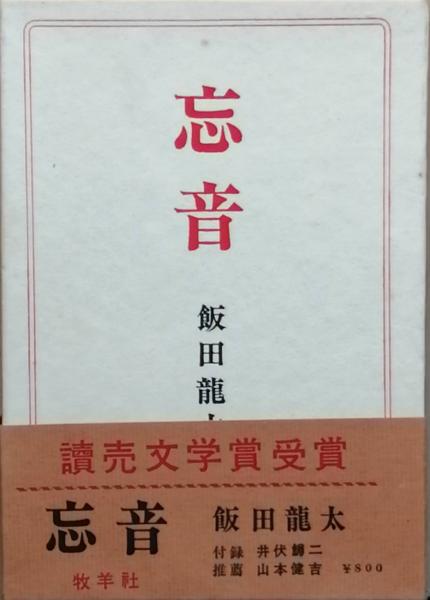 忘音
飯田龍太
讀売文学賞受賞
忘音 飯田龍太
付録 井伏鱒二
推薦 山本健吉 ¥800
牧羊社